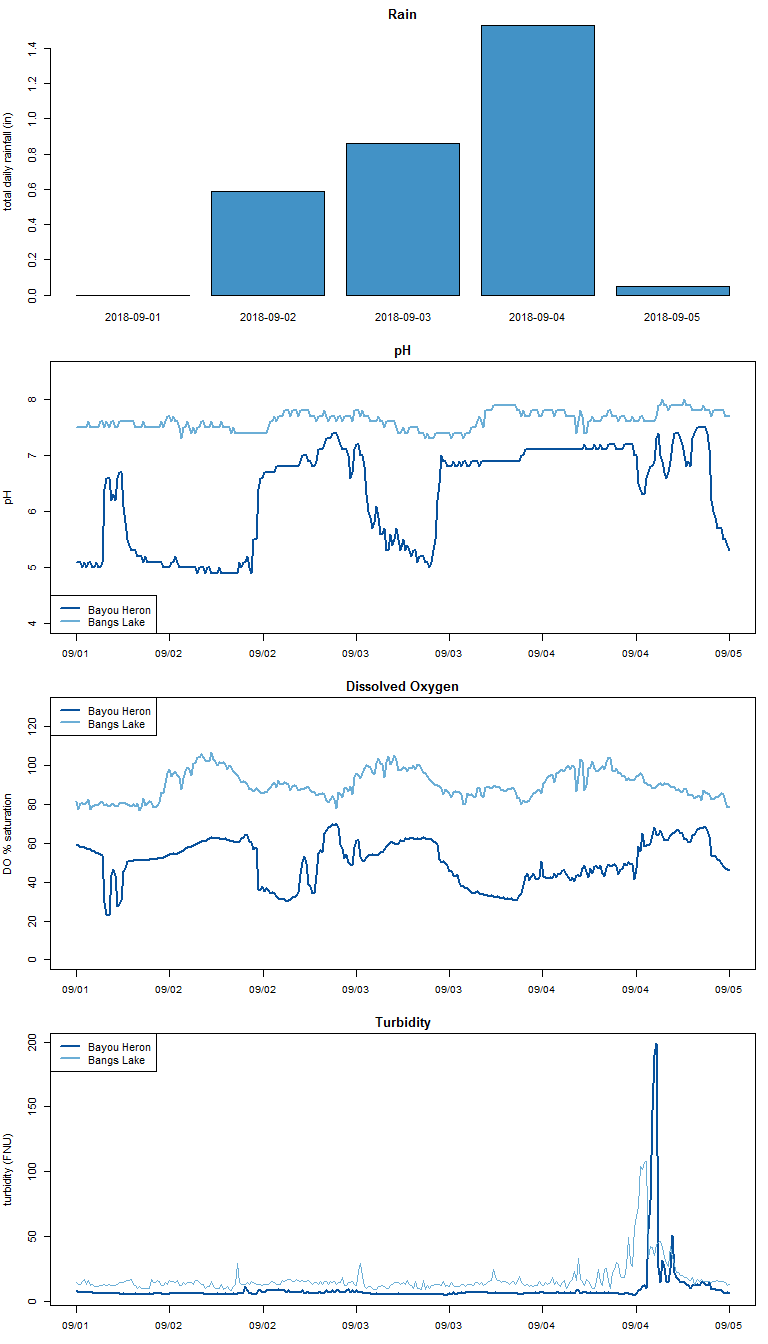 Rain
total daily rainfall (in)
1.4
1.2
1.0
0.8
0.6
0.4
0.2
0.0
2018-09-01 2018-09-02 2018-09-03 2018-09-04 2018-09-05
pH
pH
8
7
6
5
4
Bayou Heron
Bangs Lake
09/01 09/02 09/02 09/03 09/03 09/04 09/04 09/05
Dissolved Oxygen
DO % saturation
120
100
80
60
40
20
0
Bayou Heron
Bangs Lake
09/01 09/02 09/02 09/03 09/03 09/04 09/04 09/05
Turbidity
turbidity (FNU)
200
150
100
50
0
Bayou Heron
Bangs Lake
09/01 09/02 09/02 09/03 09/03 09/04 09/04 09/05